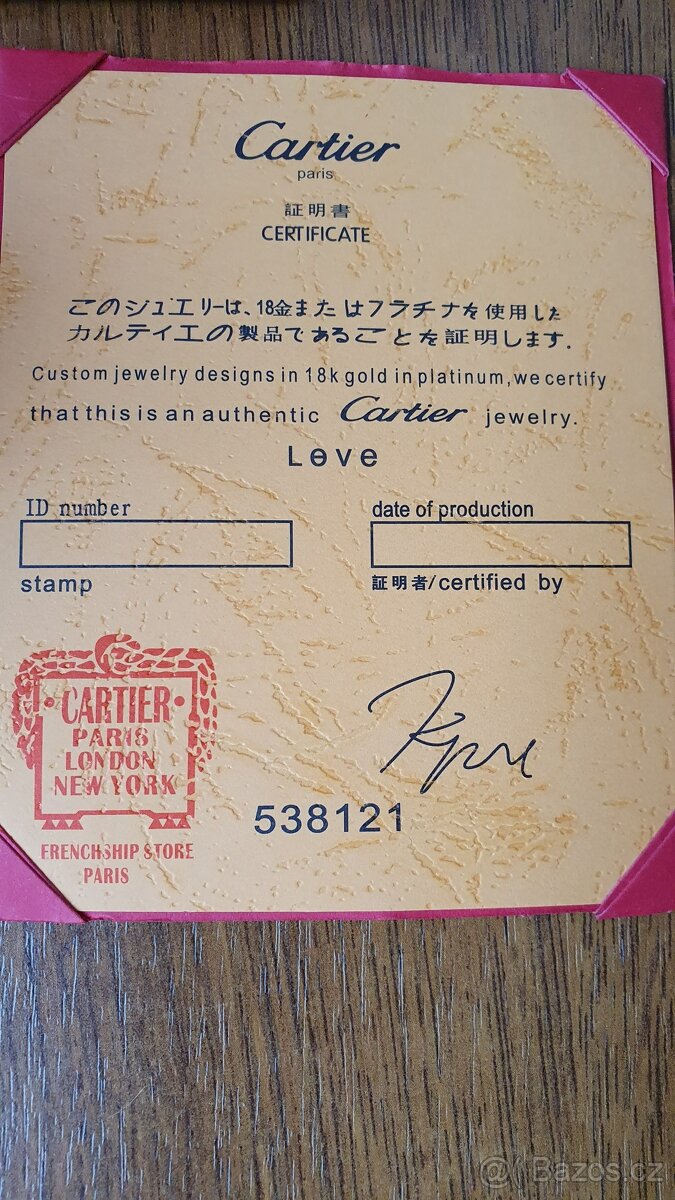 Cartier
paris
証明書
CERTIFICATE
このジュエリーは、18金またはフラチナを使用した
カルティエの製品であることを証明します.
Custom jewelry designs in 18k gold in platinum,we certify
that this is an authentic Cartier jewelry.
Lɵve
ID number
date of production
stamp
証明者/certified by
CARTIER
PARIS
LONDON
NEW YORK
538121
FRENCHSHIP STORE
PARIS
@ Bazos.cz